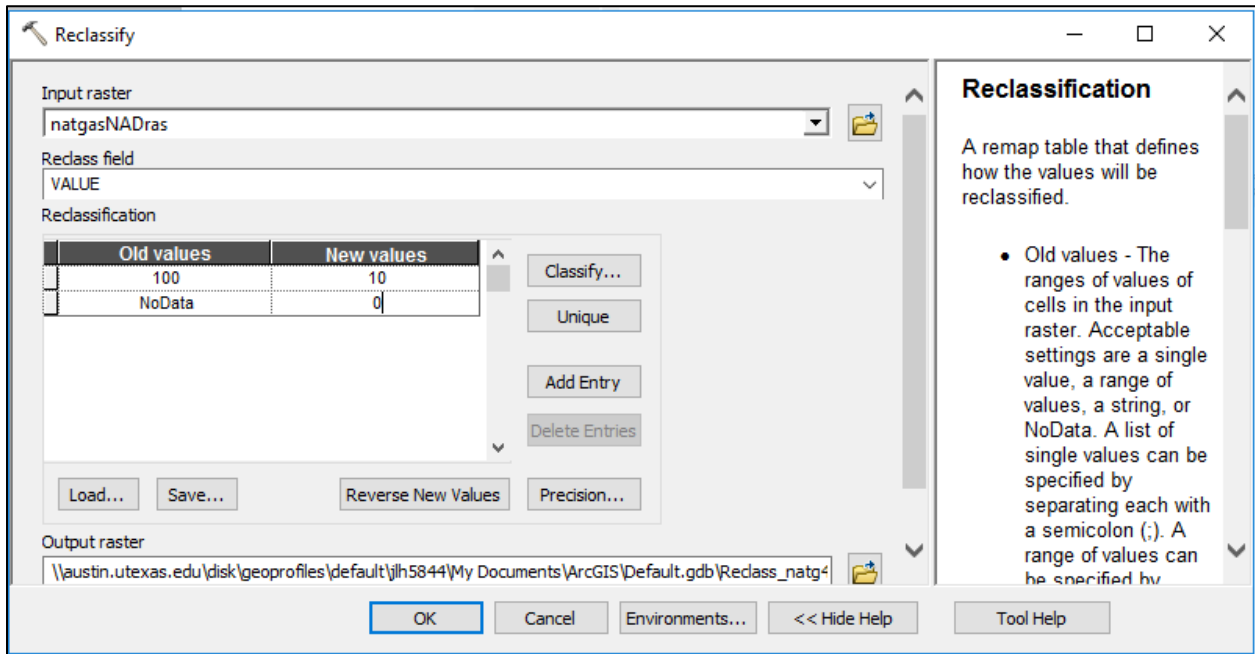 Reclassify
Input raster
natgasNADras
Reclass field
VALUE
Reclassification
Old values New values
100 10
NoData 0
Classify...
Unique
Add Entry
Delete Entries
Load... Save... Reverse New Values Precision...
Output raster
\\austin.utexas.edu\disk\geoprofiles\default\jlh5844\My Documents\ArcGIS\Default.gdb\Reclass_natg4
OK Cancel Environments... << Hide Help Tool Help
Reclassification
A remap table that defines
how the values will be
reclassified.
● Old values - The
ranges of values of
cells in the input
raster. Acceptable
settings are a single
value, a range of
values, a string, or
NoData. A list of
single values can be
specified by
separating each with
a semicolon (;). A
range of values can
be specified by